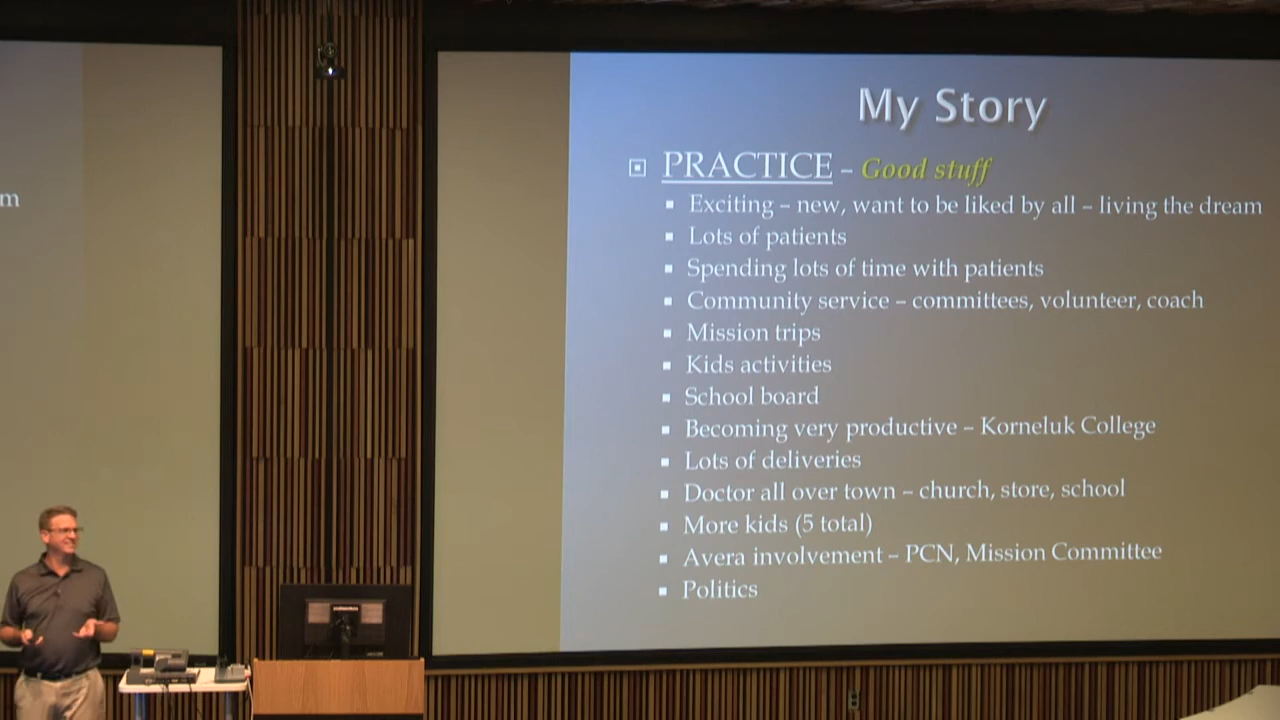 m
My Story
PRACTICE – Good stuff
Exciting – new, want to be liked by all – living the dream
Lots of patients
Spending lots of time with patients
Community service – committees, volunteer, coach
Mission trips
Kids activities
School board
Becoming very productive – Korneluk College
Lots of deliveries
Doctor all over town – church, store, school
More kids (5 total)
Avera involvement – PCN, Mission Committee
Politics